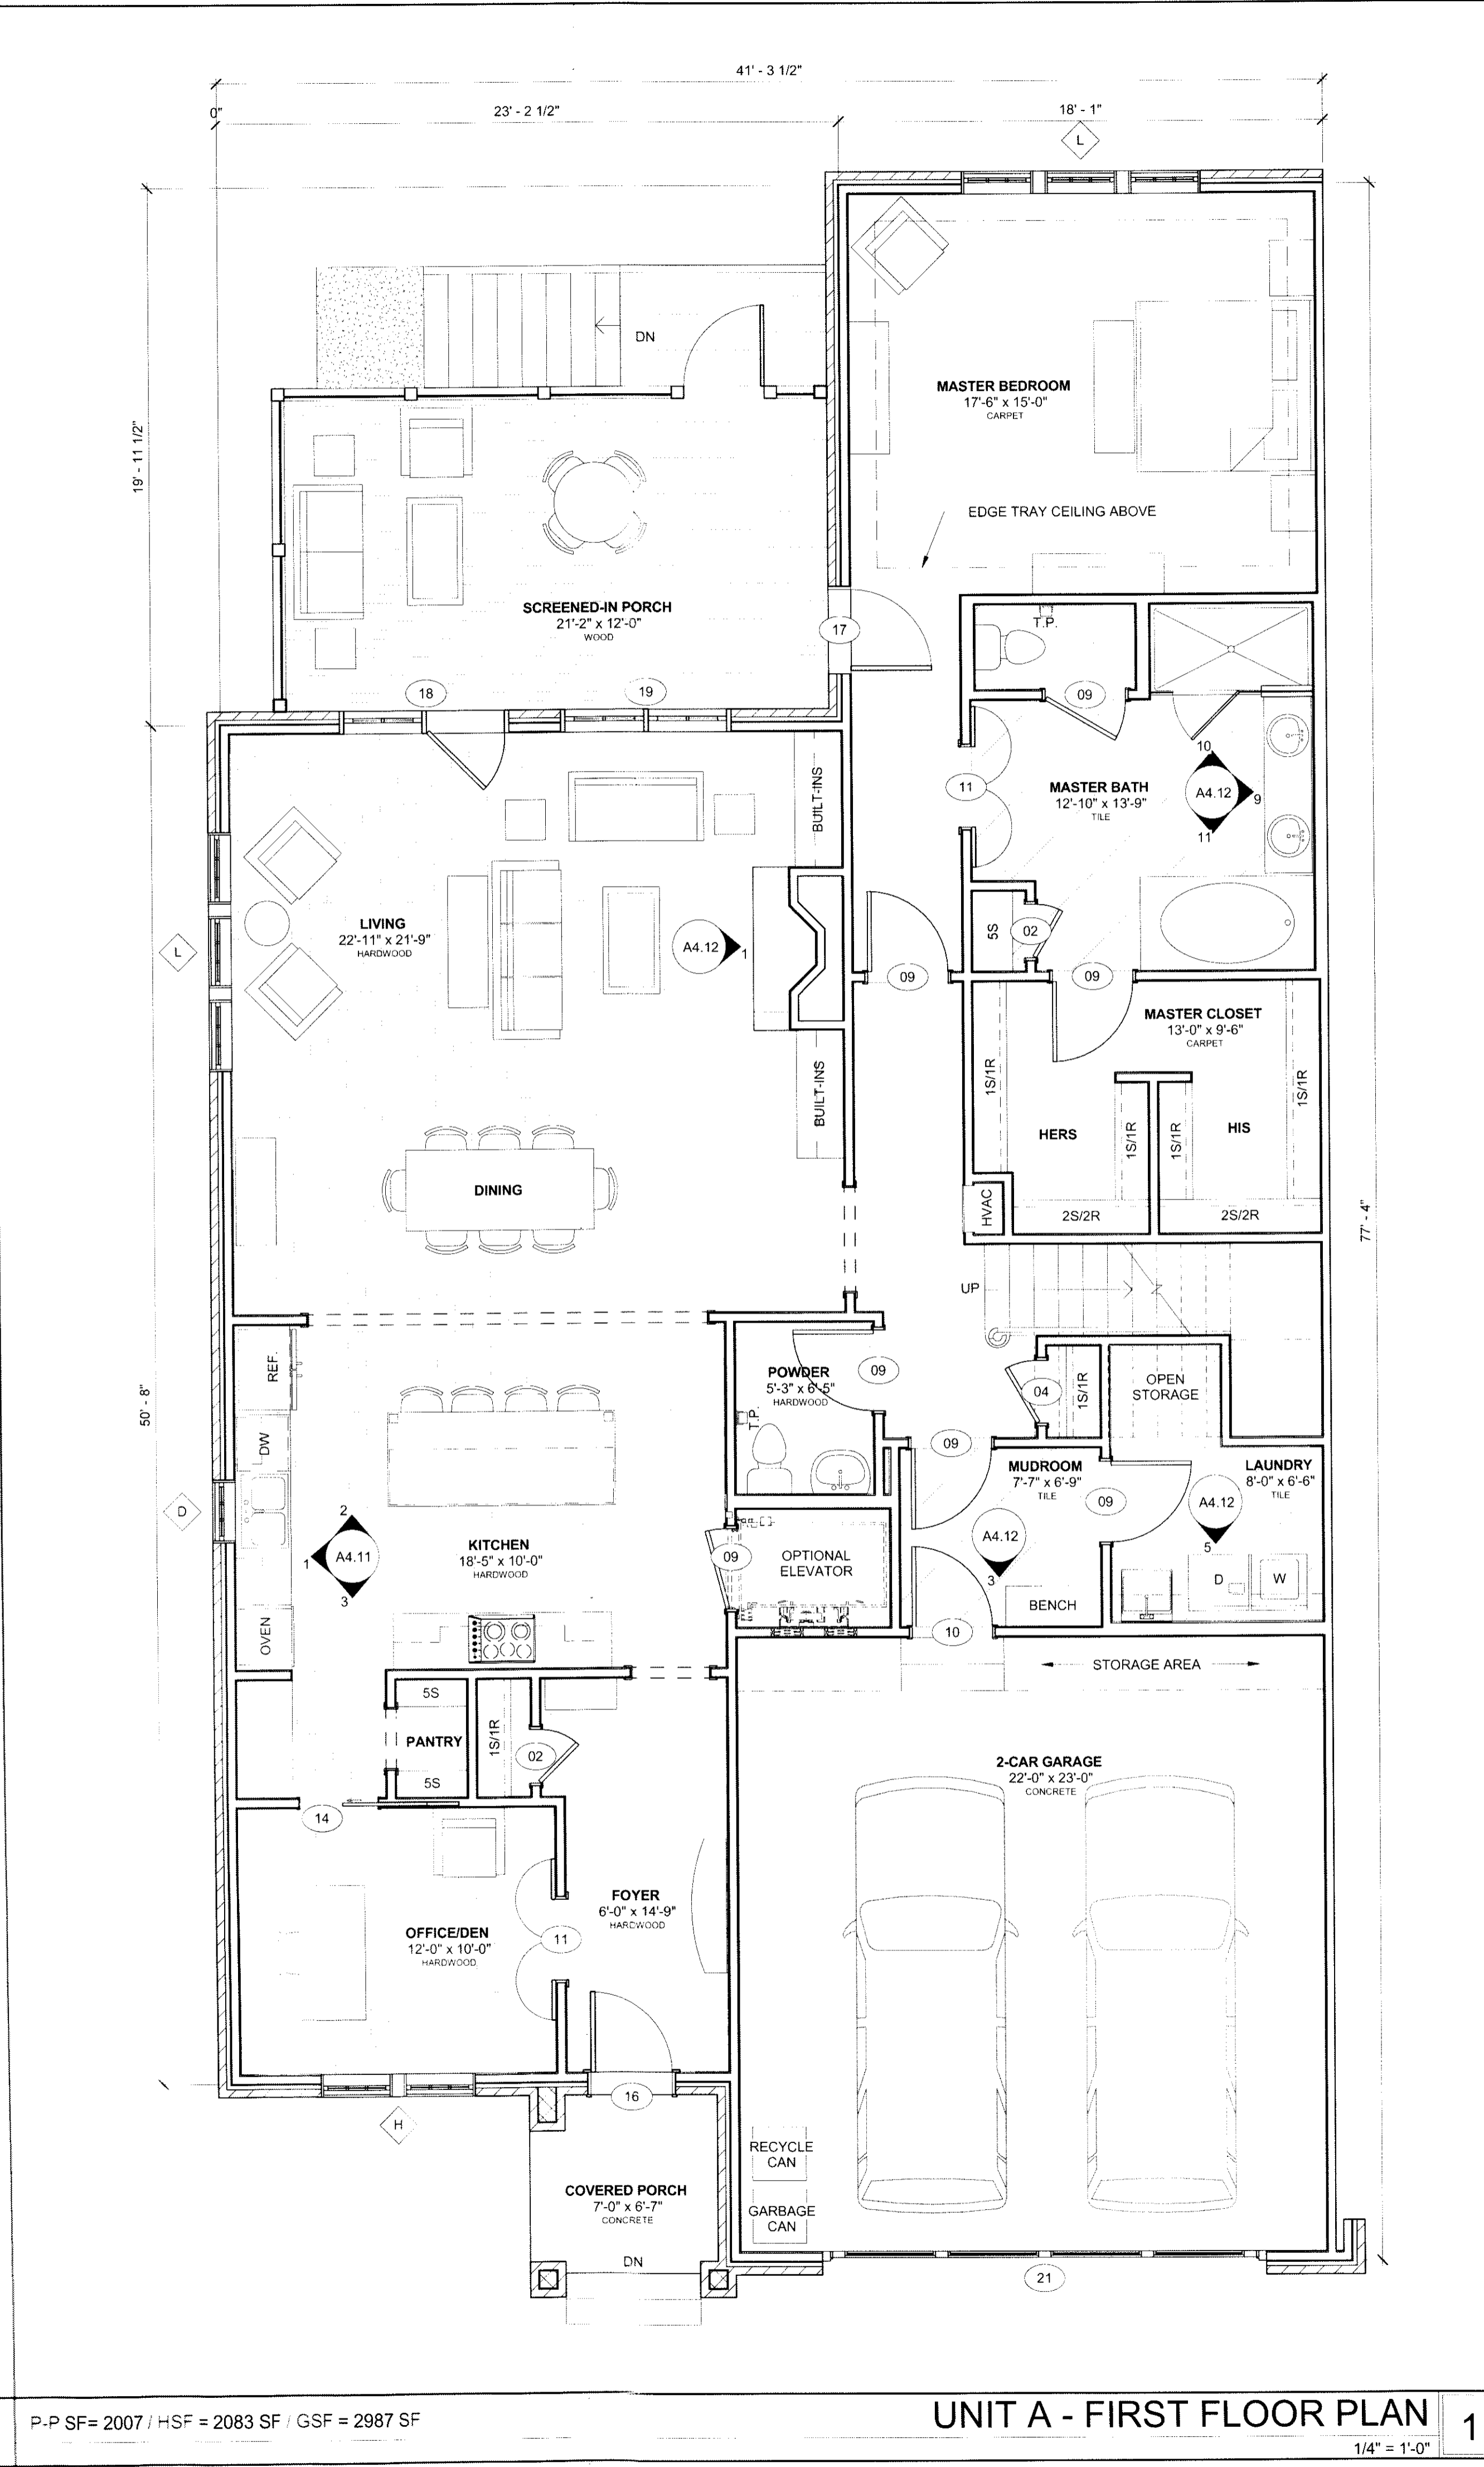 41' - 3 1/2"
0"
23' - 2 1/2"
18' - 1"
L
DN
MASTER BEDROOM
17'-6" x 15'-0"
CARPET
19' - 11 1/2"
EDGE TRAY CEILING ABOVE
SCREENED-IN PORCH
21'-2" x 12'-0"
WOOD
T.P.
17
18
19
09
10
11
MASTER BATH
12'-10" x 13'-9"
TILE
A4.12
9
11
BUILT-INS
LIVING
22'-11" x 21'-9"
HARDWOOD
L
A4.12
1
5S
02
09
09
MASTER CLOSET
13'-0" x 9'-6"
CARPET
1S/1R
1S/1R
BUILT-INS
HERS
1S/1R
1S/1R
HIS
DINING
HVAC
2S/2R
2S/2R
77' - 4"
UP
REF.
POWDER
5'-3" x 6'-5"
HARDWOOD
09
04
1S/1R
OPEN
STORAGE
50' - 8"
T.P.
DW
09
MUDROOM
7'-7" x 6'-9"
TILE
LAUNDRY
8'-0" x 6'-6"
TILE
09
A4.12
5
D
2
1
A4.11
3
KITCHEN
18'-5" x 10'-0"
HARDWOOD
09
OPTIONAL
ELEVATOR
A4.12
3
D
W
BENCH
OVEN
10
STORAGE AREA
5S
PANTRY
5S
1S/1R
02
2-CAR GARAGE
22'-0" x 23'-0"
CONCRETE
14
FOYER
6'-0" x 14'-9"
HARDWOOD
OFFICE/DEN
12'-0" x 10'-0"
HARDWOOD
11
16
H
RECYCLE
CAN
COVERED PORCH
7'-0" x 6'-7"
CONCRETE
GARBAGE
CAN
DN
21
P-P SF= 2007 / HSF = 2083 SF / GSF = 2987 SF
UNIT A - FIRST FLOOR PLAN
1
1/4" = 1'-0"